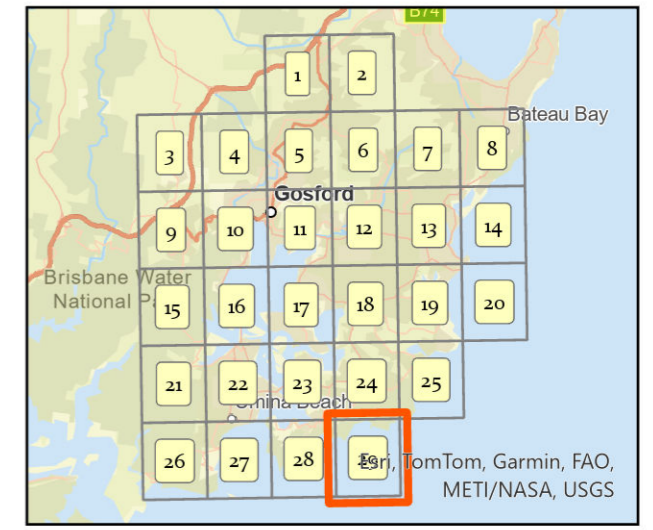 B74
1 2
Bateau Bay
3 4 5 6 7 8
Gosford
9 10 11 12 13 14
Brisbane Water
National
15 16 17 18 19 20
21 22 23 24 25
Beach
26 27 28 29
Esri, TomTom, Garmin, FAO,
METI/NASA, USGS